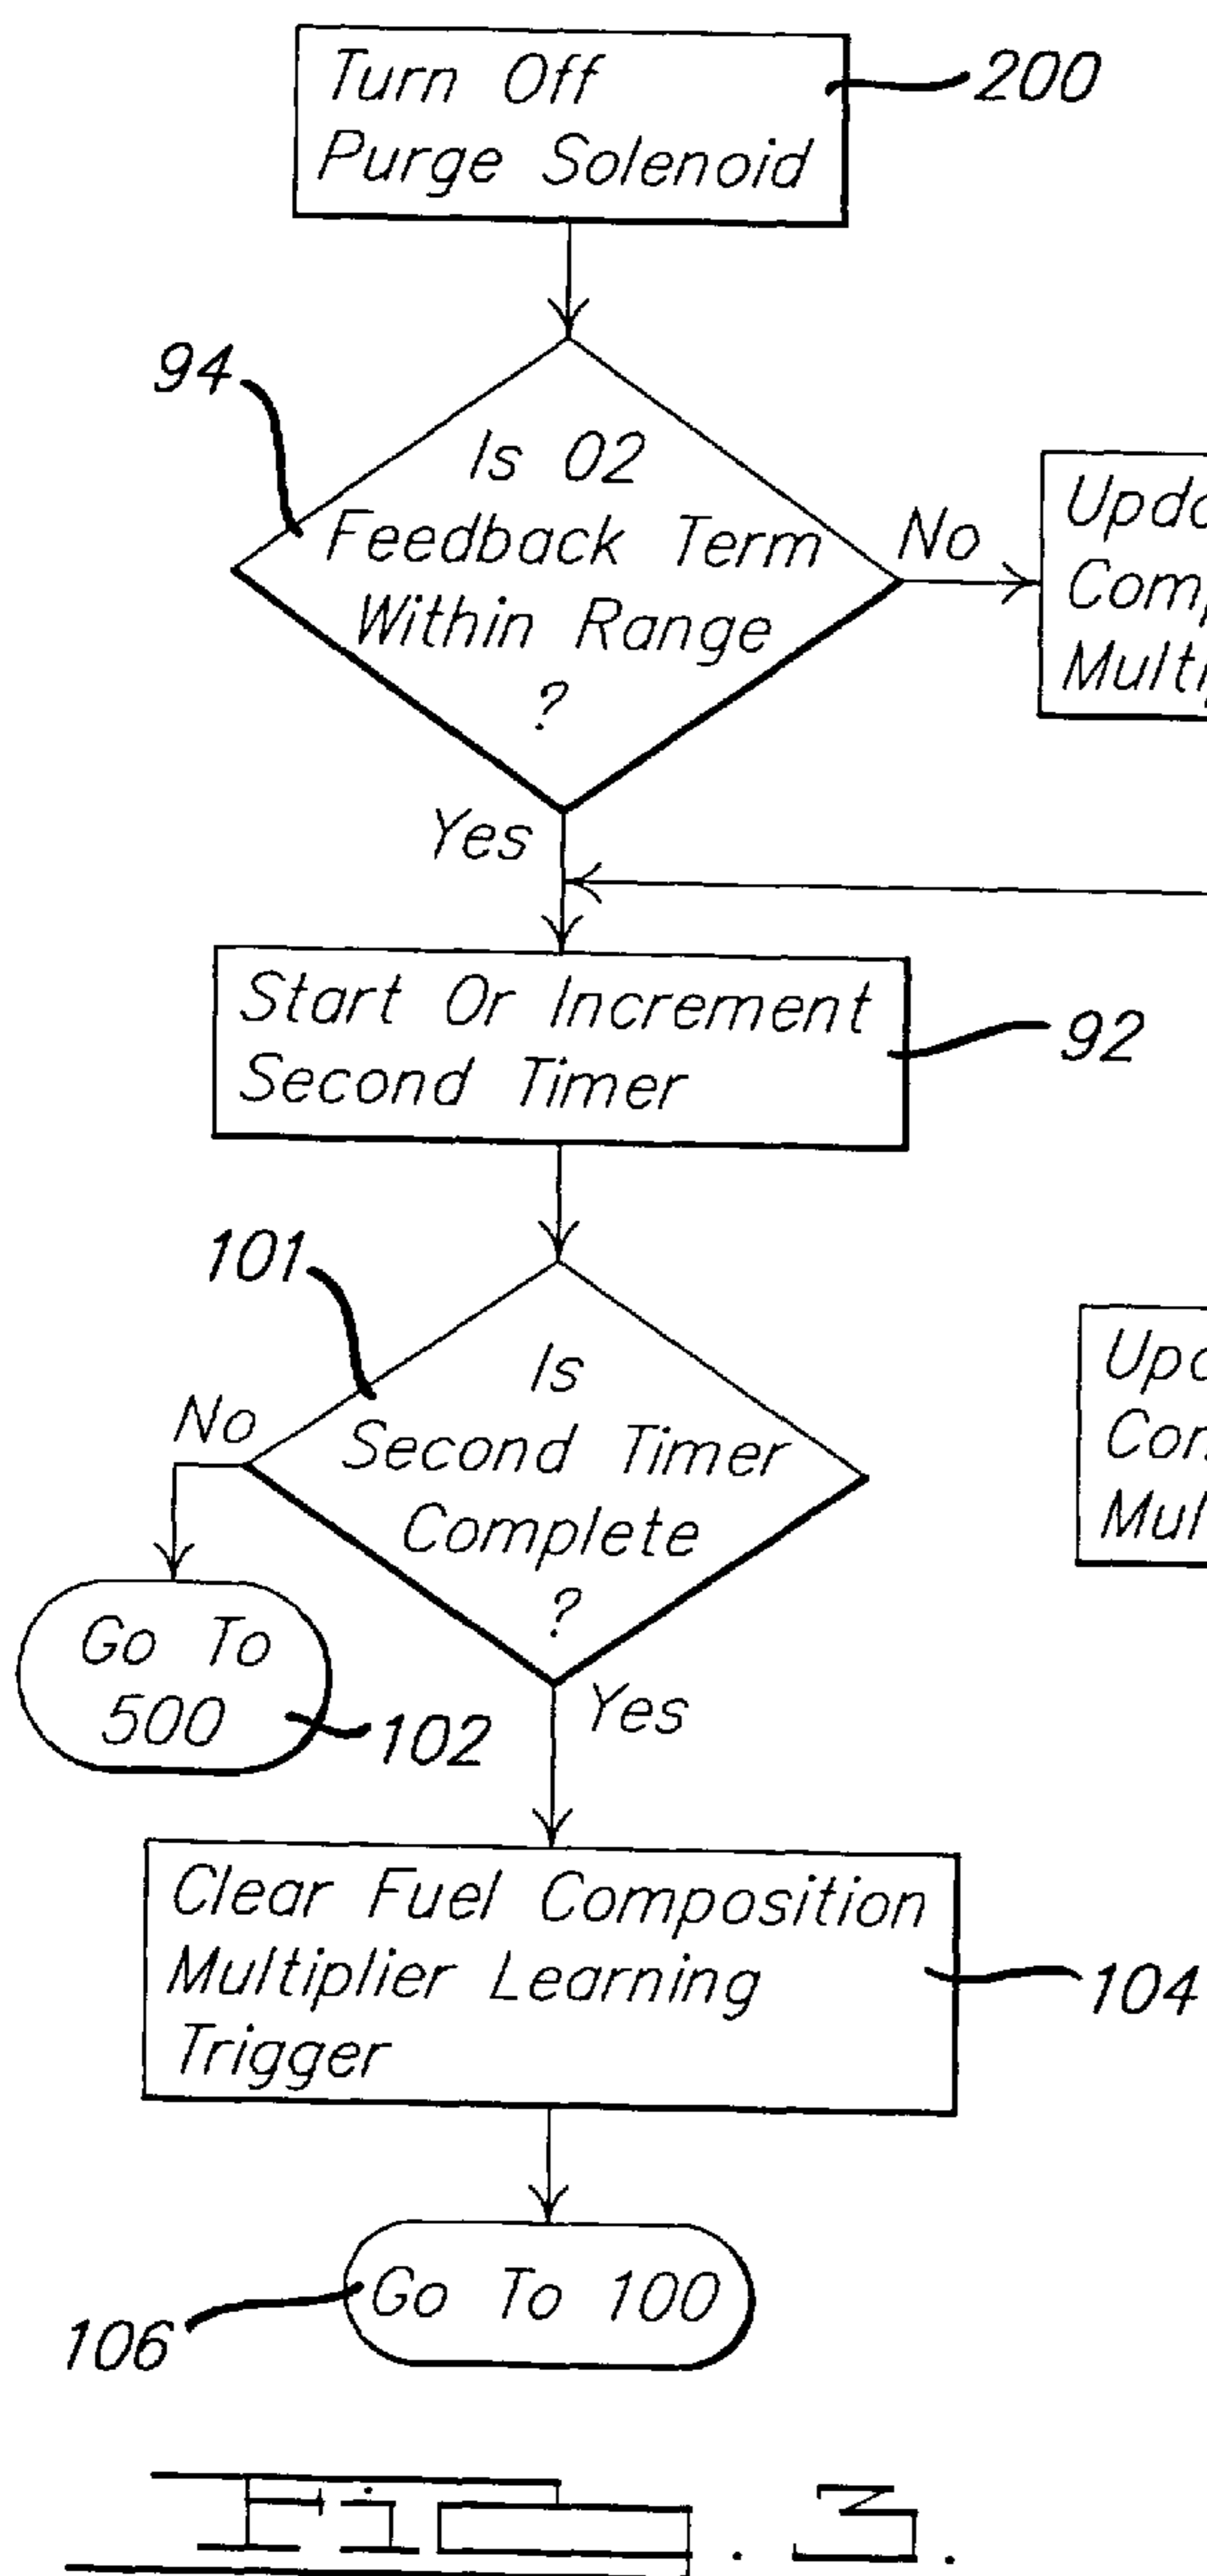 Turn Off
Purge Solenoid
200
94
Is O2
Feedback Term
Within Range
?
No
Yes
Start Or Increment
Second Timer
92
101
Is
Second Timer
Complete
?
No
Go To
500
102
Yes
Clear Fuel Composition
Multiplier Learning
Trigger
104
Go To 100
106